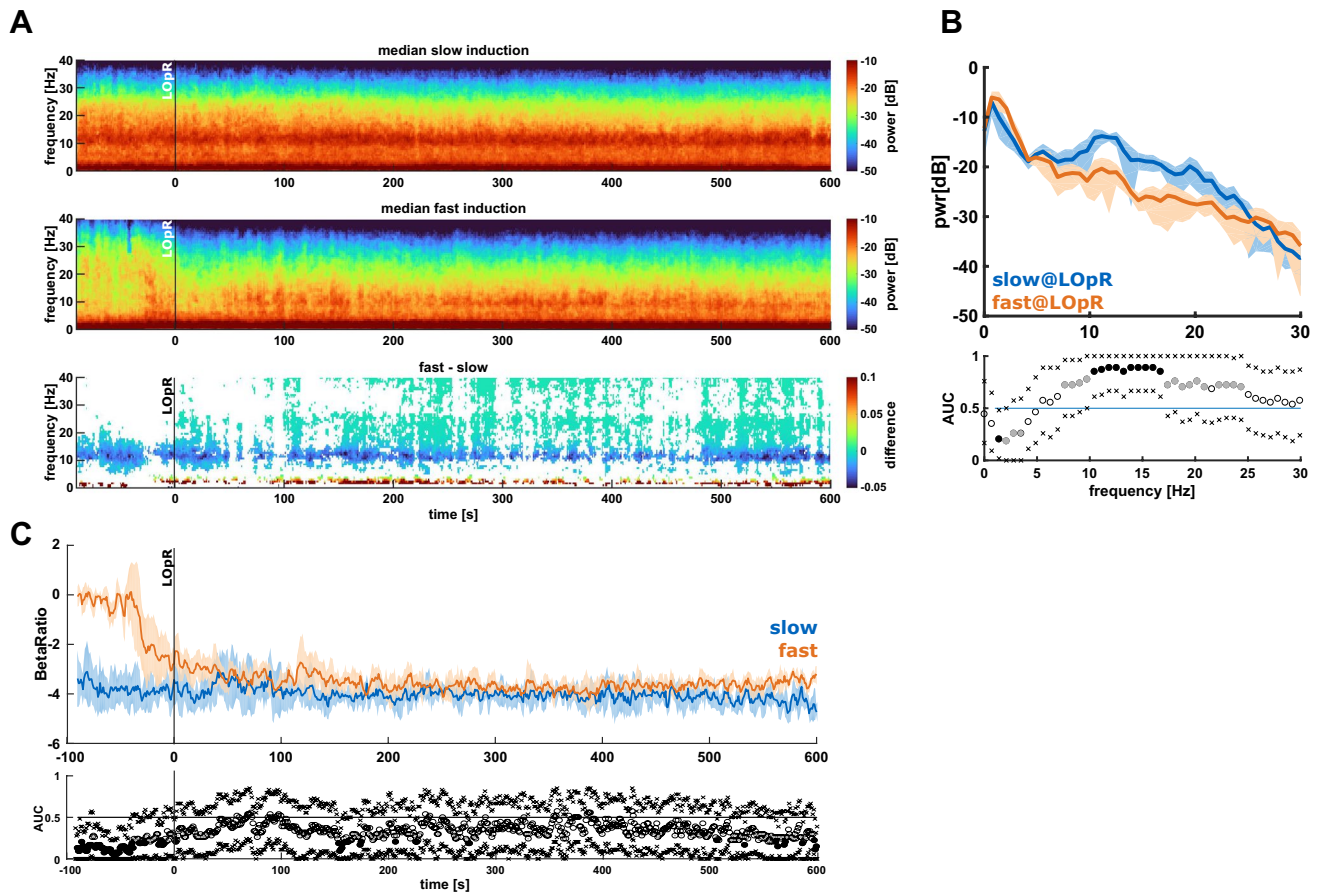 A
median slow induction
40
30
20
10
0
frequency [Hz]
LOpR
0 100 200 300 400 500 600
-10
-20
-30
-40
-50
power [dB]
median fast induction
40
30
20
10
0
frequency [Hz]
LOpR
0 100 200 300 400 500 600
-10
-20
-30
-40
-50
power [dB]
fast - slow
40
30
20
10
0
frequency [Hz]
LOpR
0 100 200 300 400 500 600
time [s]
0.1
0.05
0
-0.05
difference
B
0
-10
-20
-30
-40
-50
pwr[dB]
slow@LOpR
fast@LOpR
0 10 20 30
1
0.5
0
AUC
0 5 10 15 20 25 30
frequency [Hz]
C
2
0
-2
-4
-6
BetaRatio
LOpR
slow
fast
-100 0 100 200 300 400 500 600
1
0.5
0
AUC
-100 0 100 200 300 400 500 600
time [s]